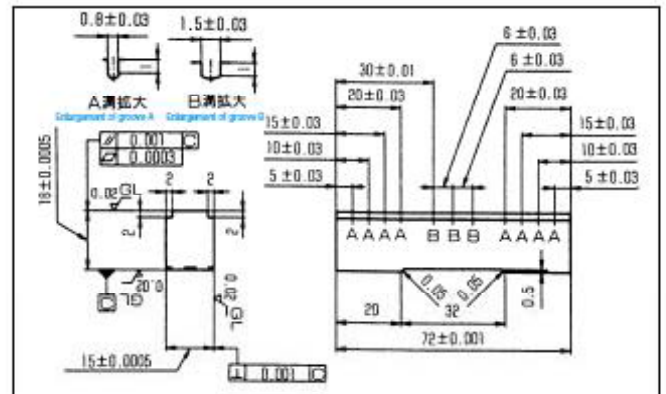 0.8±0.03
1.5±0.03
A溝拡大
B溝拡大
Enlargement of groove A
Enlargement of groove B
// 0.001 C
0.0003
18±0.0005
0.02 GL
2
2
2
2
0.02 GL
0.02 GL
C
15±0.0005
⊥ 0.001 C
6±0.03
6±0.03
30±0.01
20±0.03
20±0.03
15±0.03
15±0.03
10±0.03
10±0.03
5±0.03
5±0.03
A A A A B B B A A A A
0.05
0.05
0.5
20
32
72±0.001